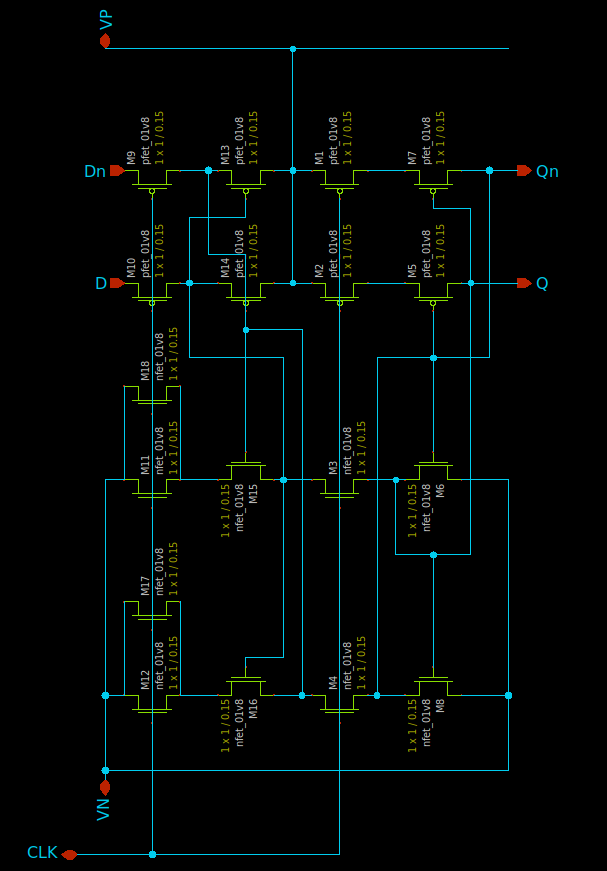 VP
M9
pfet_01v8
1 x 1 / 0.15
M13
pfet_01v8
1 x 1 / 0.15
M1
pfet_01v8
1 x 1 / 0.15
M7
pfet_01v8
1 x 1 / 0.15
Dn
Qn
M10
pfet_01v8
1 x 1 / 0.15
M14
pfet_01v8
1 x 1 / 0.15
M2
pfet_01v8
1 x 1 / 0.15
M5
pfet_01v8
1 x 1 / 0.15
D
Q
M18
nfet_01v8
1 x 1 / 0.15
M11
nfet_01v8
1 x 1 / 0.15
1 x 1 / 0.15
nfet_01v8
M15
M3
nfet_01v8
1 x 1 / 0.15
1 x 1 / 0.15
nfet_01v8
M6
M17
nfet_01v8
1 x 1 / 0.15
M12
nfet_01v8
1 x 1 / 0.15
1 x 1 / 0.15
nfet_01v8
M16
M4
nfet_01v8
1 x 1 / 0.15
1 x 1 / 0.15
nfet_01v8
M8
VN
CLK